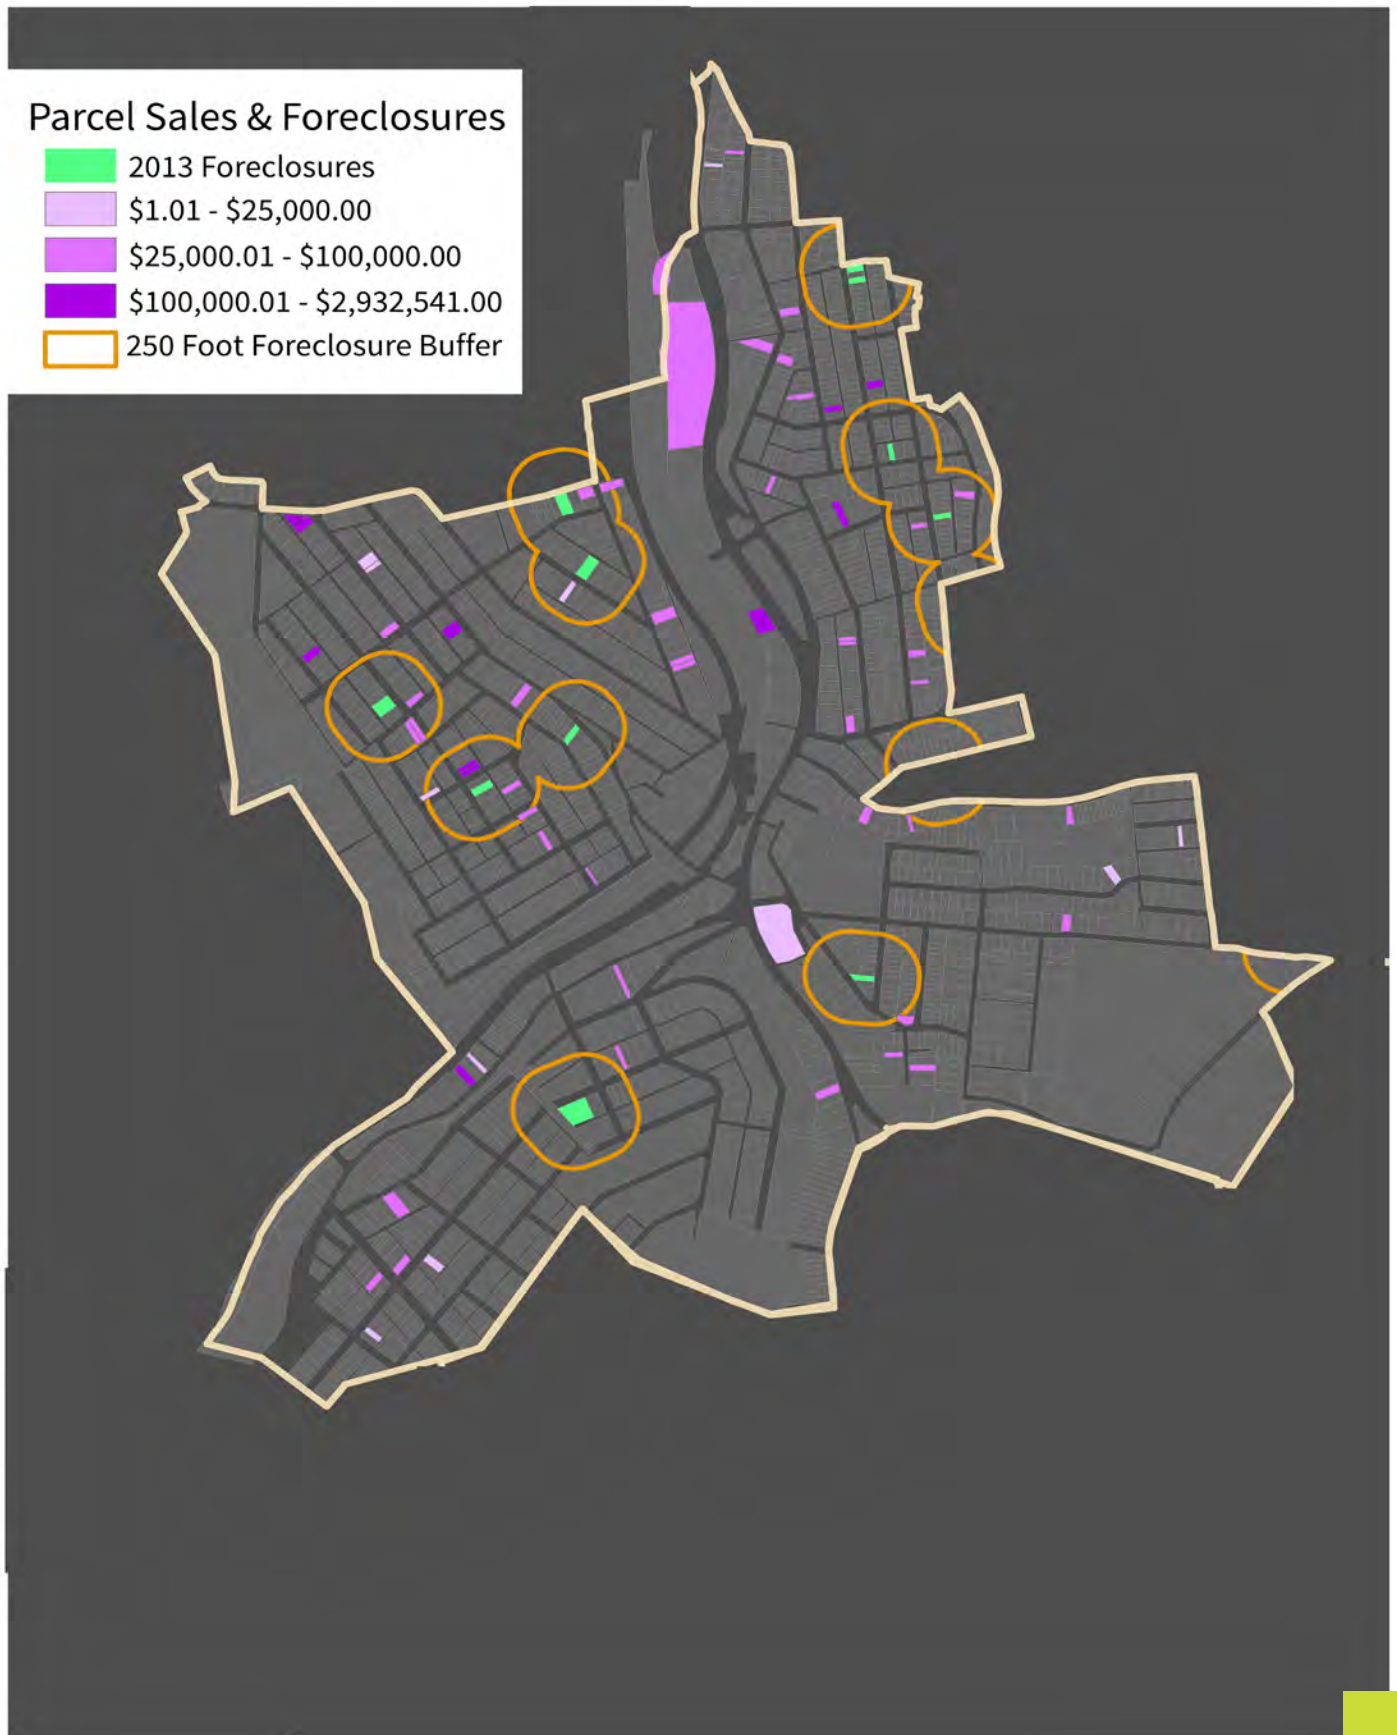 Parcel Sales & Foreclosures
2013 Foreclosures
$1.01 - $25,000.00
$25,000.01 - $100,000.00
$100,000.01 - $2,932,541.00
250 Foot Foreclosure Buffer